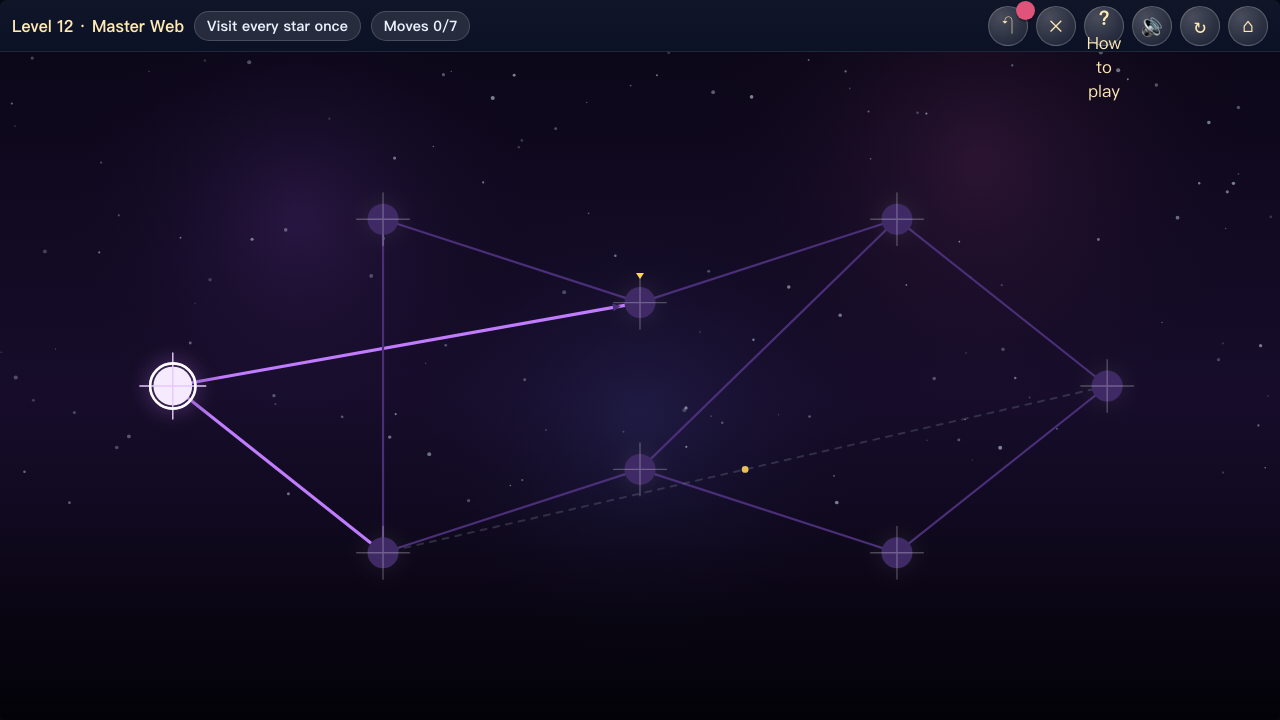 Level 12 · Master Web
Visit every star once
Moves 0/7
?
How
to
play